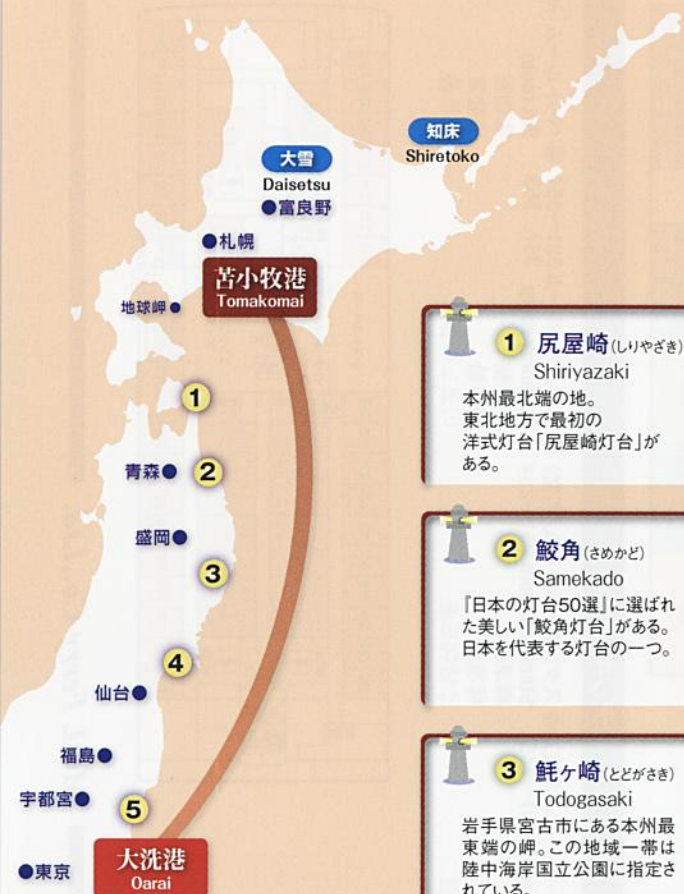 知床
Shiretoko
大雪
Daisetsu
富良野
札幌
苫小牧港
Tomakomai
地球岬
1
青森
2
盛岡
3
4
仙台
福島
宇都宮
5
大洗港
Oarai
東京
1 尻屋崎(しりやざき)
Shiriyazaki
本州最北端の地。
東北地方で最初の
洋式灯台「尻屋崎灯台」が
ある。
2 鮫角(さめかど)
Samekado
『日本の灯台50選』に選ばれ
た美しい「鮫角灯台」がある。
日本を代表する灯台の一つ。
3 魹ヶ崎(とどがさき)
Todogasaki
岩手県宮古市にある本州最
東端の岬。この地域一帯は
陸中海岸国立公園に指定さ
れている。